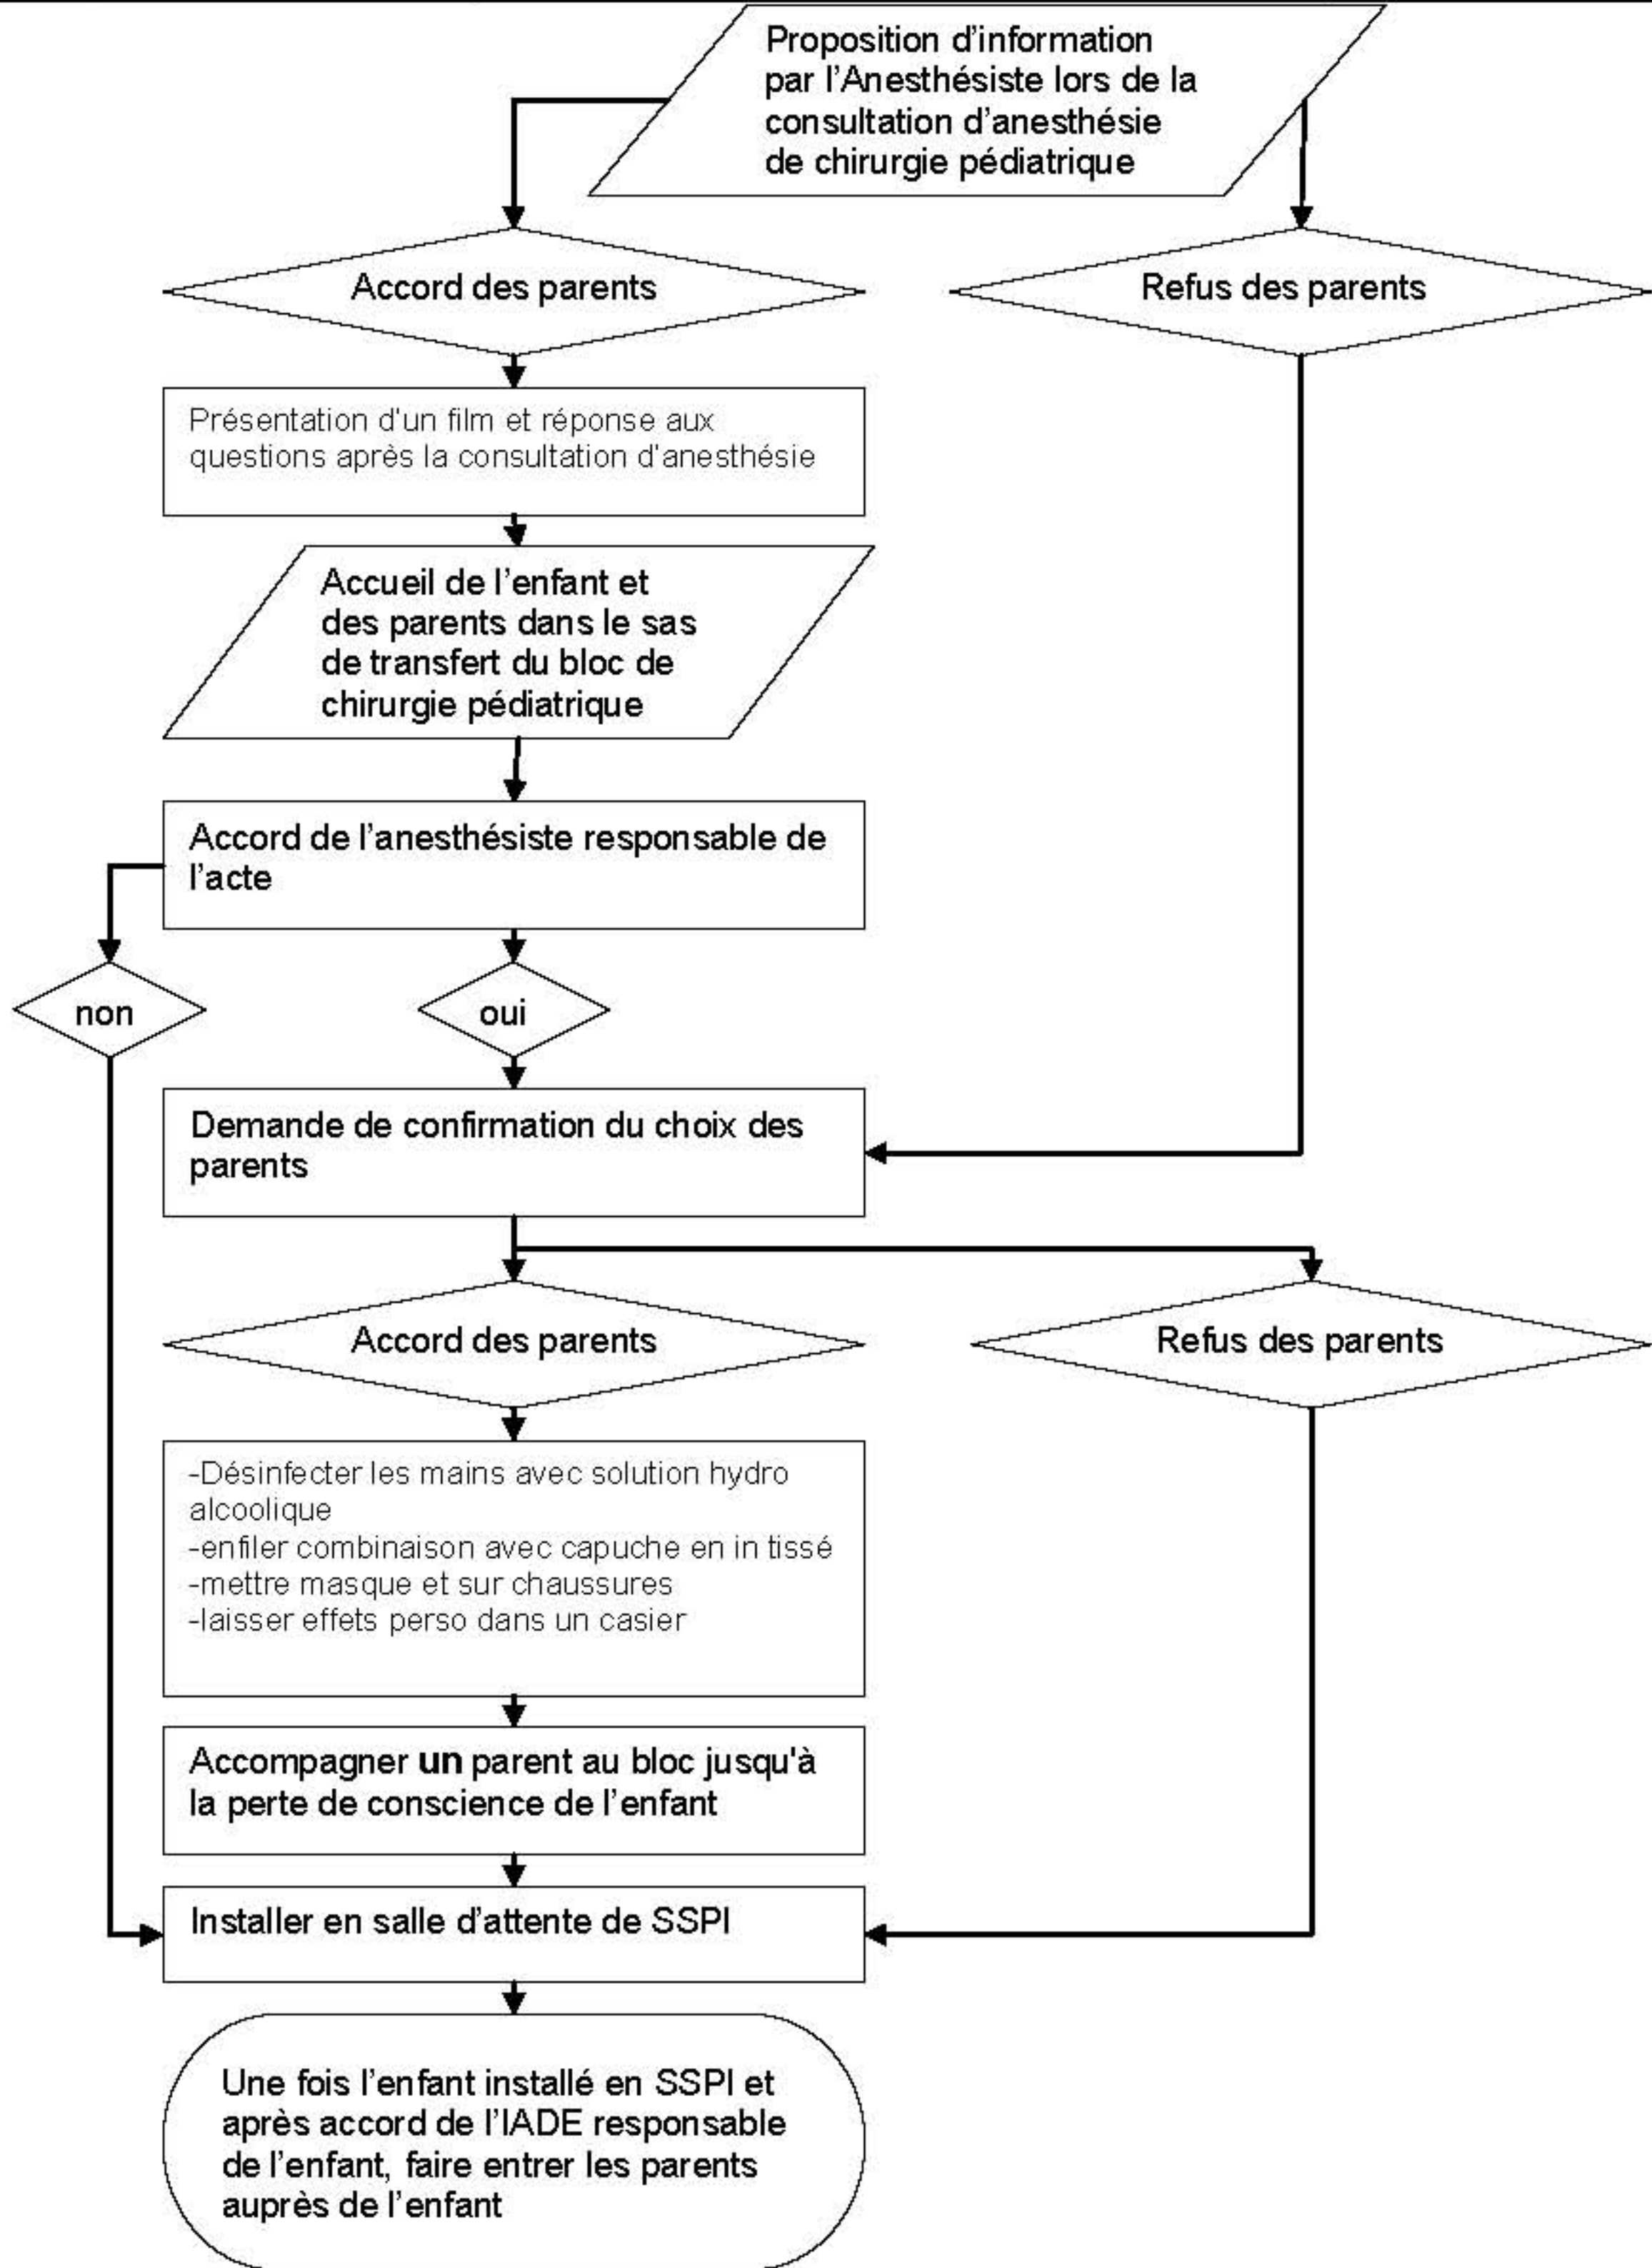 Proposition d'information
par l'Anesthésiste lors de la
consultation d'anesthésie
de chirurgie pédiatrique
Accord des parents
Refus des parents
Présentation d'un film et réponse aux
questions après la consultation d'anesthésie
Accueil de l'enfant et
des parents dans le sas
de transfert du bloc de
chirurgie pédiatrique
Accord de l'anesthésiste responsable de
l'acte
non
oui
Demande de confirmation du choix des
parents
Accord des parents
Refus des parents
-Désinfecter les mains avec solution hydro
alcoolique
-enfiler combinaison avec capuche en in tissé
-mettre masque et sur chaussures
-laisser effets perso dans un casier
Accompagner un parent au bloc jusqu'à
la perte de conscience de l'enfant
Installer en salle d'attente de SSPI
Une fois l'enfant installé en SSPI et
après accord de l'IADE responsable
de l'enfant, faire entrer les parents
auprès de l'enfant